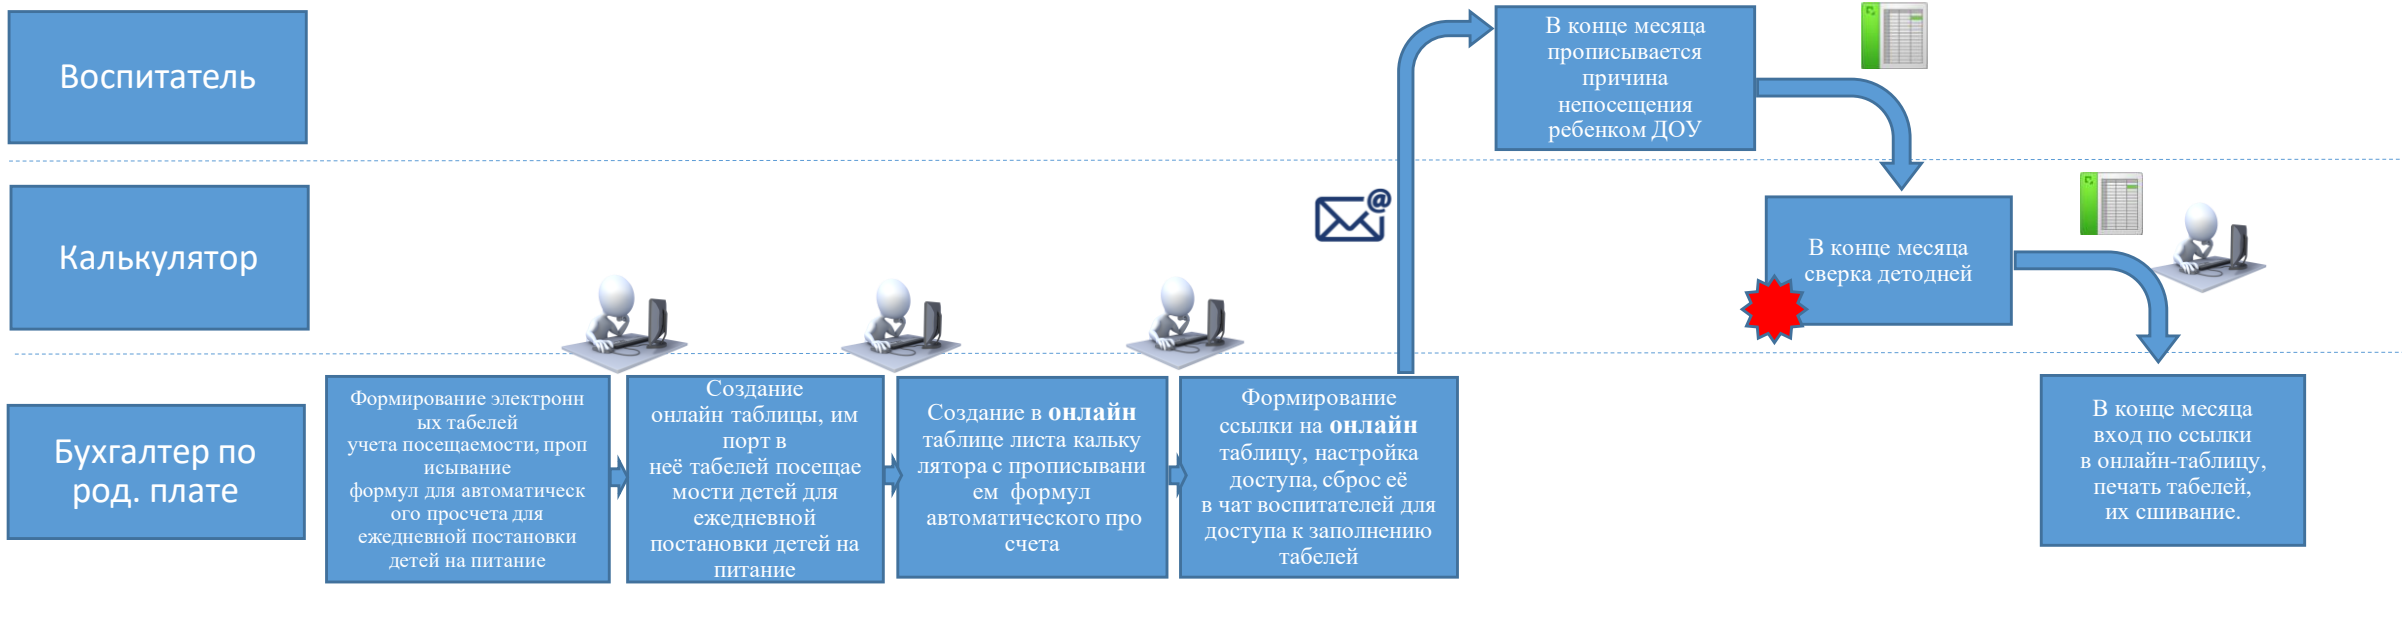 Воспитатель
В конце месяца
прописывается
причина
непосещения
ребенком ДОУ
Калькулятор
@
В конце месяца
сверка детодней
Бухгалтер по
род. плате
Формирование электронн
ых табелей
учета посещаемости, проп
исывание
формул для автоматическ
ого просчета для
ежедневной постановки
детей на питание
Создание
онлайн таблицы, им
порт в
неё табелей посещае
мости детей для
ежедневной
постановки детей на
питание
Создание в онлайн
таблице листа кальку
лятора с прописывани
ем формул
автоматического про
счета
Формирование
ссылки на онлайн
таблицу, настройка
доступа, сброс её
в чат воспитателей для
доступа к заполнению
табелей
В конце месяца
вход по ссылки
в онлайн-таблицу,
печать табелей,
их сшивание.